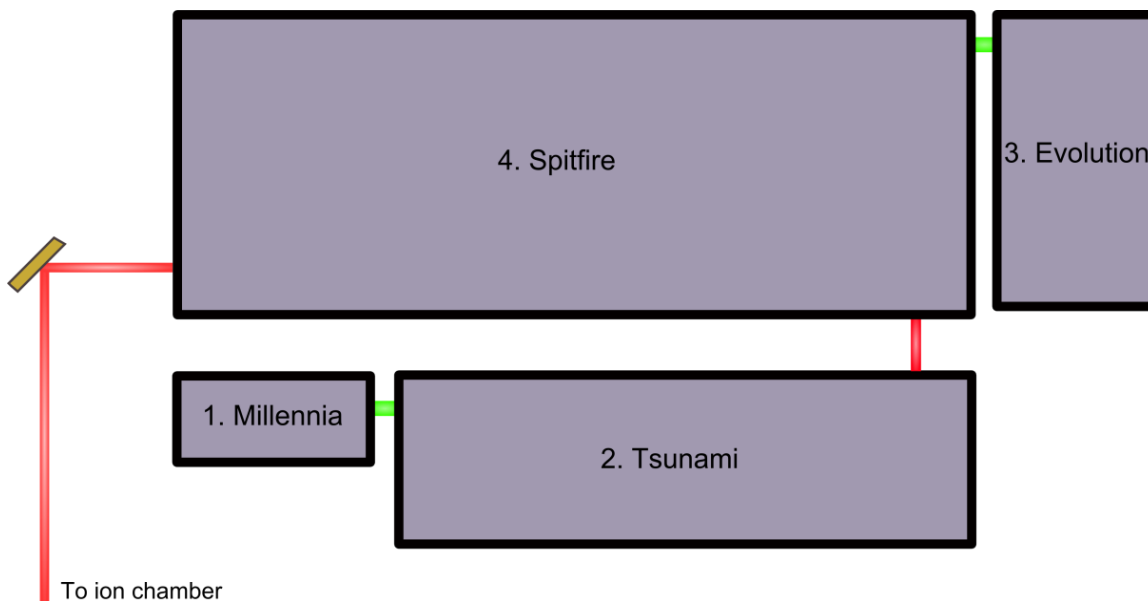 4. Spitfire
3. Evolution
1. Millennia
2. Tsunami
To ion chamber